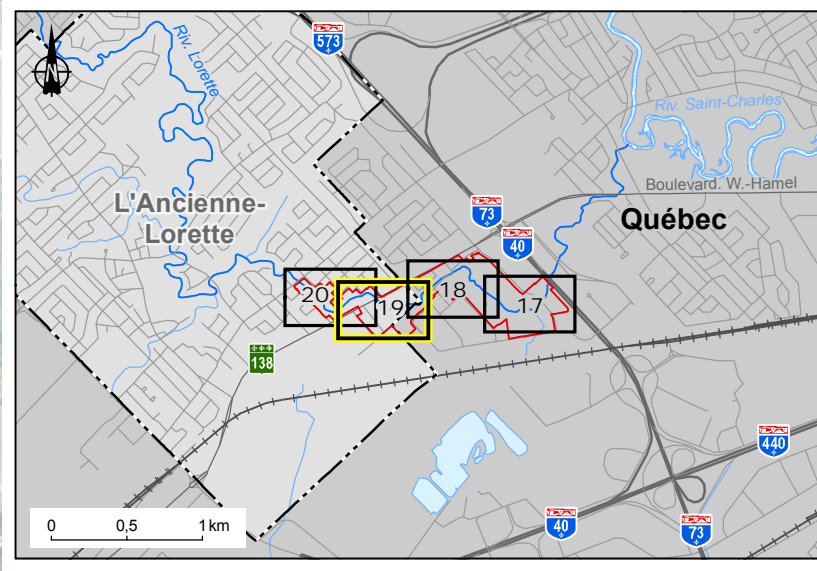 573
N
Riv. Lorette
Riv. Saint-Charles
Boulevard. W.-Hamel
L'Ancienne-
Lorette
73
Québec
40
20
19
18
17
138
440
0 0,5 1 km
40
73